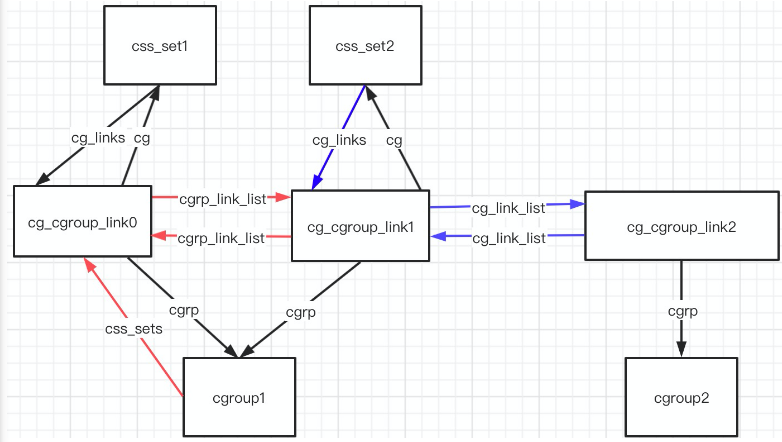 css_set1
css_set2
cg_links
cg
cg_links
cg
cg_cgroup_link0
cgrp_link_list
cgrp_link_list
cg_cgroup_link1
cg_link_list
cg_link_list
cg_cgroup_link2
css_sets
cgrp
cgrp
cgrp
cgroup1
cgroup2